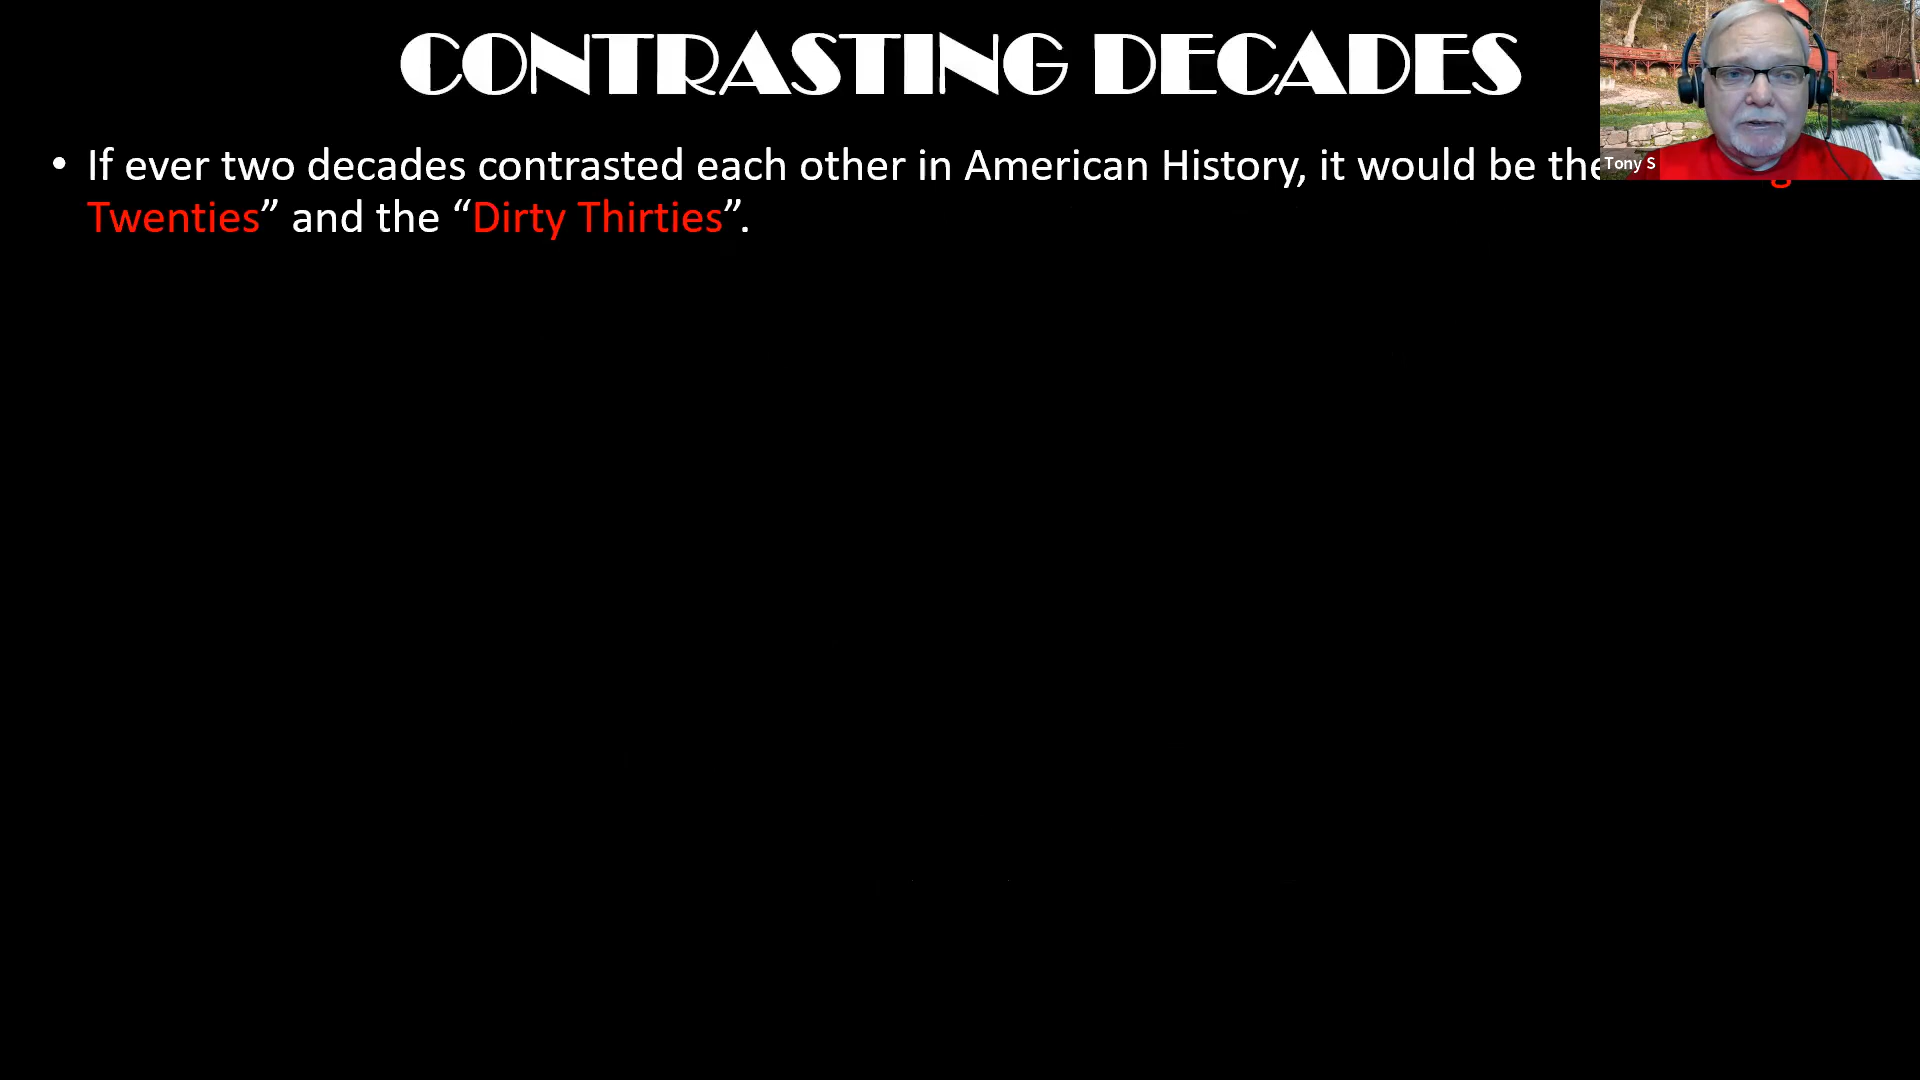 CONTRASTING DECADES
• If ever two decades contrasted each other in American History, it would be the
Twenties” and the “Dirty Thirties”.
Tony S